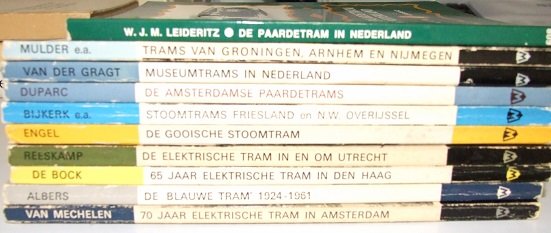 W. J. M. LEIDERITZ ● DE PAARDETRAM IN NEDERLAND
MULDER e.a. TRAMS VAN GRONINGEN, ARNHEM EN NIJMEGEN
VAN DER GRAGT MUSEUMTRAMS IN NEDERLAND
DUPARC DE AMSTERDAMSE PAARDETRAMS
BIJKERK e.a. STOOMTRAMS FRIESLAND en N.W. OVERIJSSEL
ENGEL DE GOOISCHE STOOMTRAM
REESKAMP DE ELEKTRISCHE TRAM IN EN OM UTRECHT
DE BOCK 65 JAAR ELEKTRISCHE TRAM IN DEN HAAG
ALBERS DE "BLAUWE TRAM" 1924-1961
VAN MECHELEN 70 JAAR ELEKTRISCHE TRAM IN AMSTERDAM